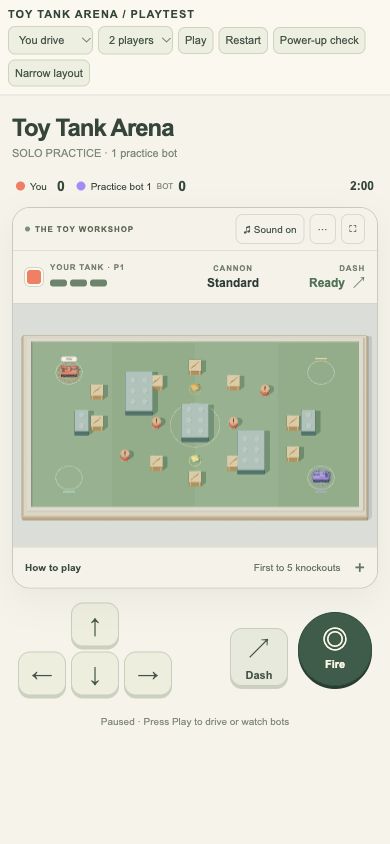 TOY TANK ARENA / PLAYTEST
You drive 2 players Play Restart Power-up check
Narrow layout
Toy Tank Arena
SOLO PRACTICE · 1 practice bot
You 0 Practice bot 1 BOT 0 2:00
THE TOY WORKSHOP Sound on ...
YOUR TANK · P1 CANNON DASH
Standard Ready
How to play First to 5 knockouts +
Dash Fire
Paused · Press Play to drive or watch bots